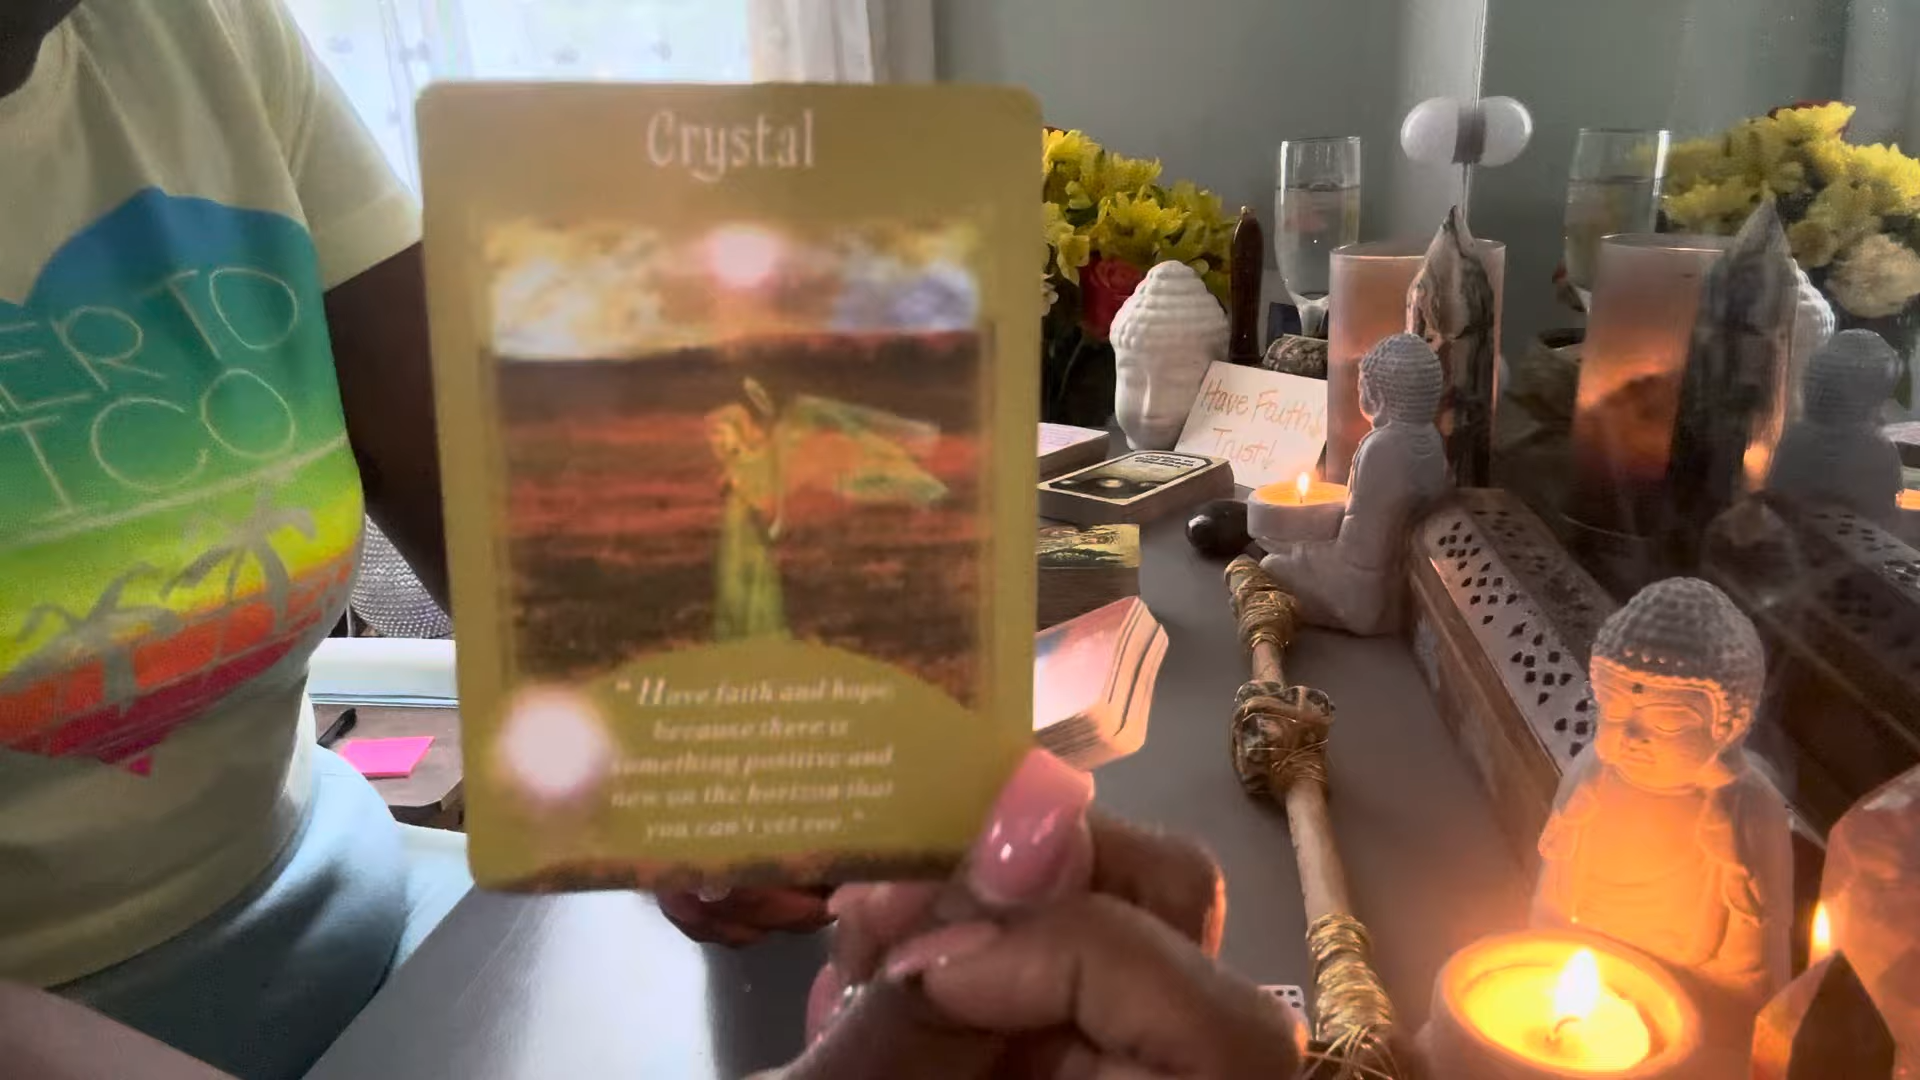 Crystal
"Have faith and hope,
because there is
something positive and
new on the horizon that
you can't yet see."
ERTO
ICO
Have Faith!
Trust!